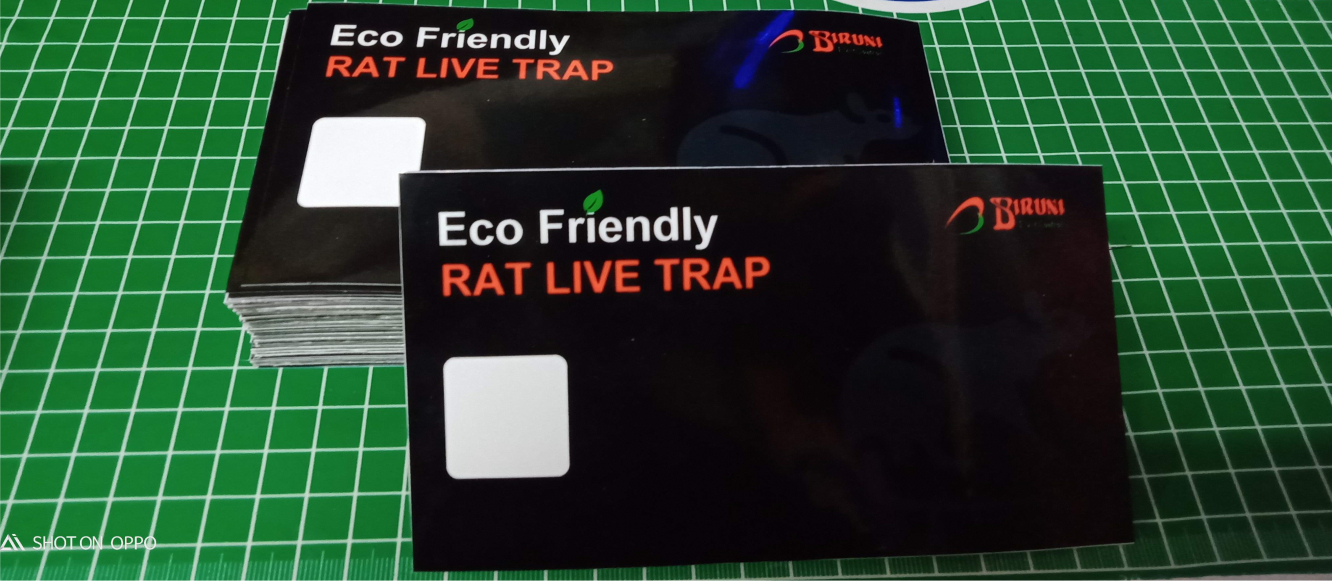 Eco Friendly
RAT LIVE TRAP
BIRUNI
Eco Friendly
RAT LIVE TRAP
BIRUNI
SHOT ON OPPO